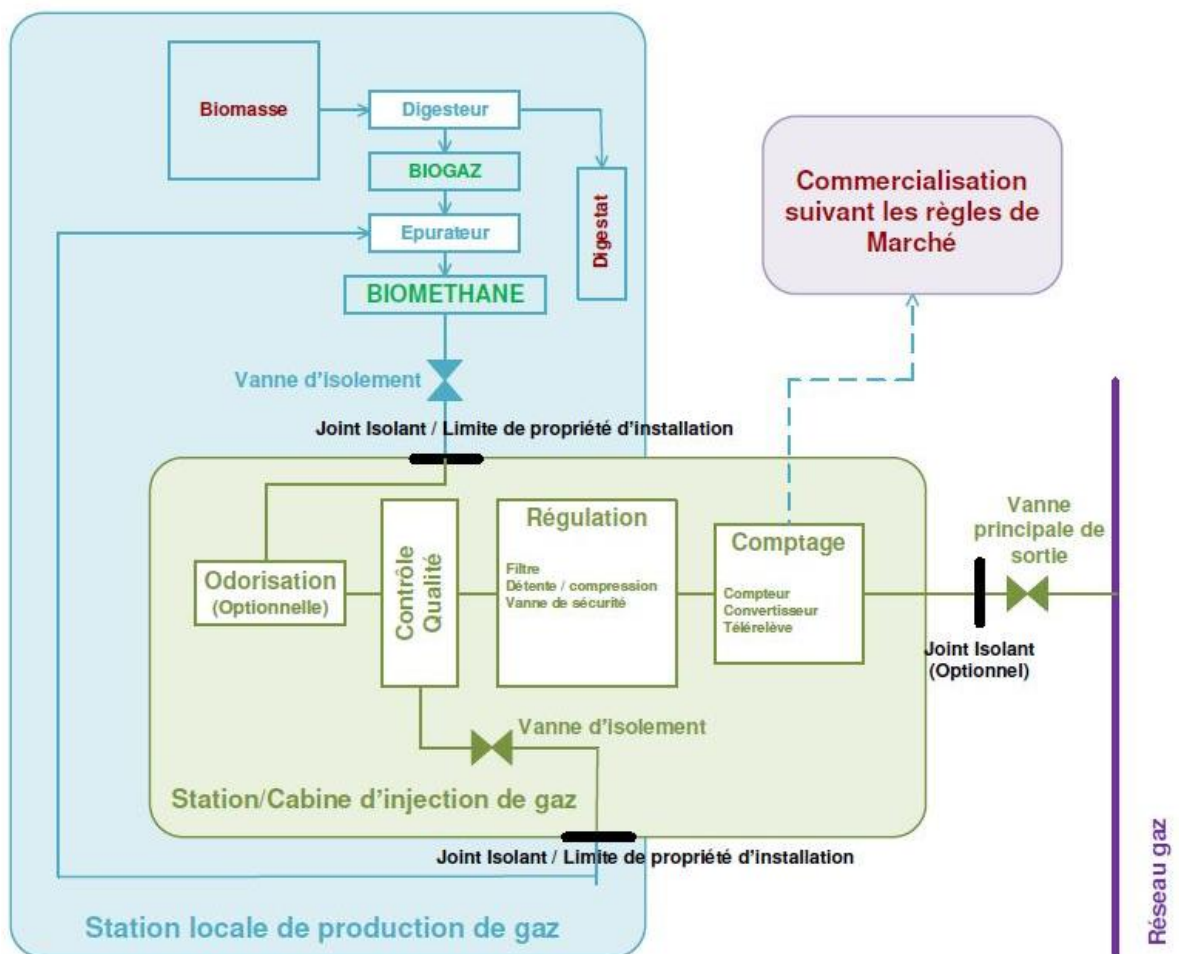 Biomasse
Digesteur
BIOGAZ
Epurateur
BIOMETHANE
Digestat
Commercialisation
suivant les règles de
Marché
Vanne d'isolement
Joint Isolant / Limite de propriété d'installation
Odorisation
(Optionnelle)
Contrôle
Qualité
Régulation
Filtre
Détente / compression
Vanne de sécurité
Comptage
Compteur
Convertisseur
Télérelève
Vanne
principale de
sortie
Joint Isolant
(Optionnel)
Vanne d'isolement
Station/Cabine d'injection de gaz
Joint Isolant / Limite de propriété d'installation
Station locale de production de gaz
Réseau gaz